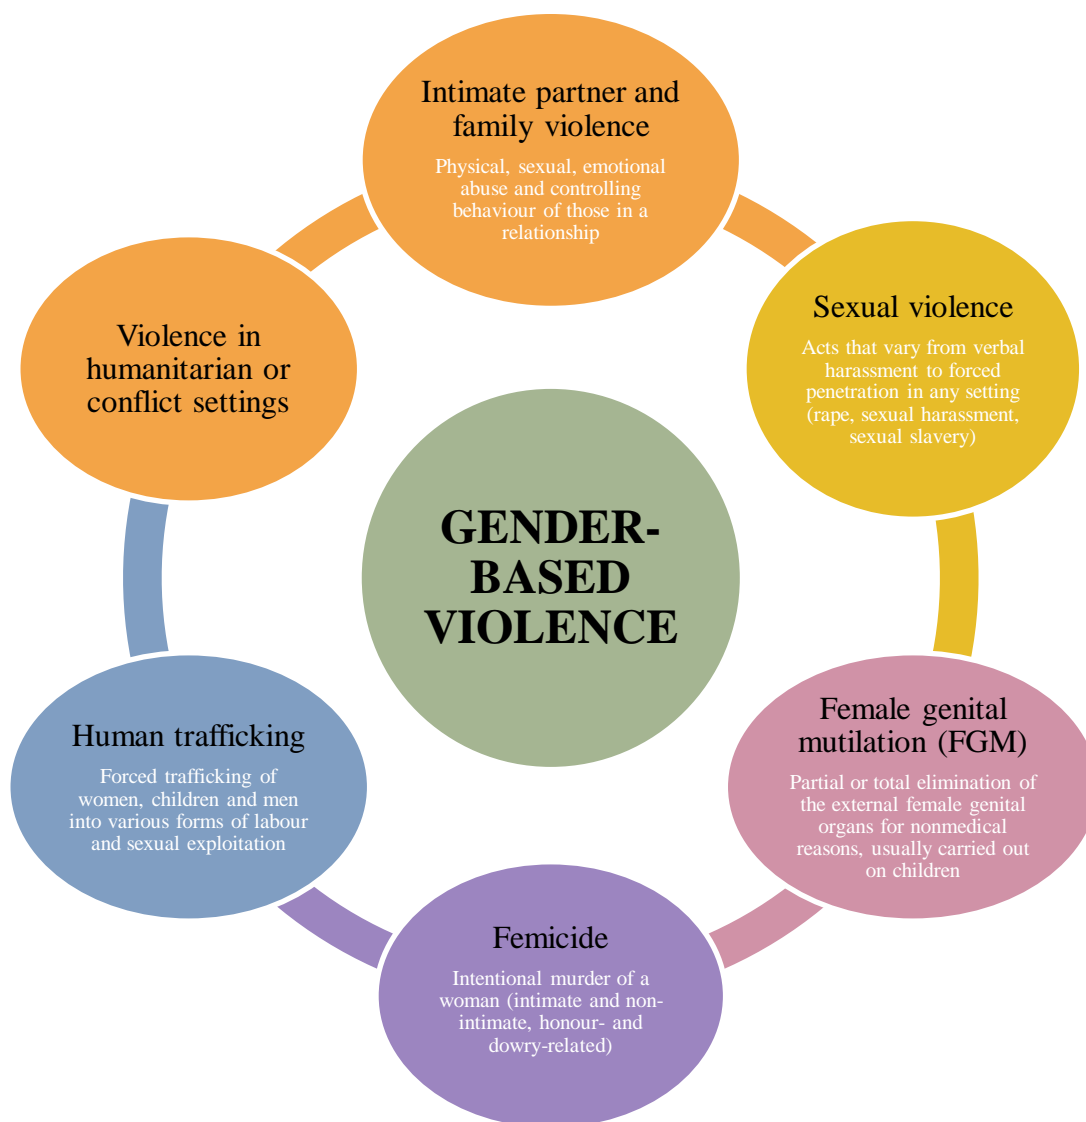 Intimate partner and
family violence
Physical, sexual, emotional
abuse and controlling
behaviour of those in a
relationship
Sexual violence
Acts that vary from verbal
harassment to forced
penetration in any setting
(rape, sexual harassment,
sexual slavery)
Female genital
mutilation (FGM)
Partial or total elimination of
the external female genital
organs for nonmedical
reasons, usually carried out
on children
Femicide
Intentional murder of a
woman (intimate and non-
intimate, honour- and
dowry-related)
Human trafficking
Forced trafficking of
women, children and men
into various forms of labour
and sexual exploitation
Violence in
humanitarian or
conflict settings
GENDER-
BASED
VIOLENCE